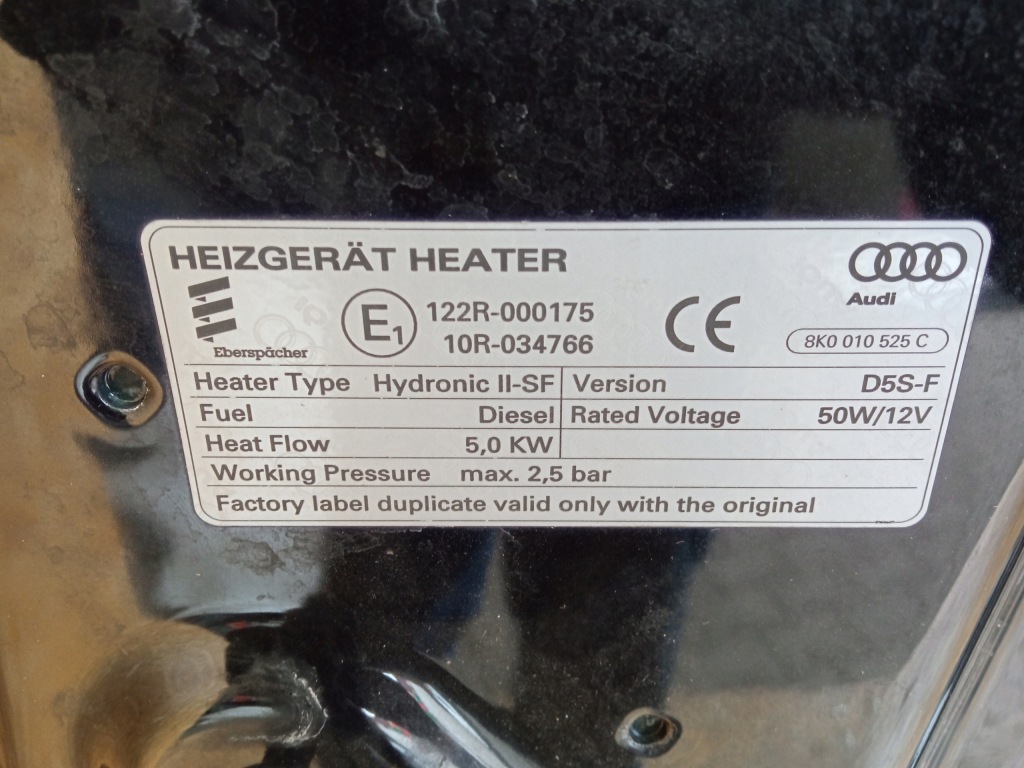 HEIZGERÄT HEATER
Audi
Eberspächer
E1
122R-000175
10R-034766
CE
8K0 010 525 C
Heater Type Hydronic II-SF Version D5S-F
Fuel Diesel Rated Voltage 50W/12V
Heat Flow 5,0 KW
Working Pressure max. 2,5 bar
Factory label duplicate valid only with the original